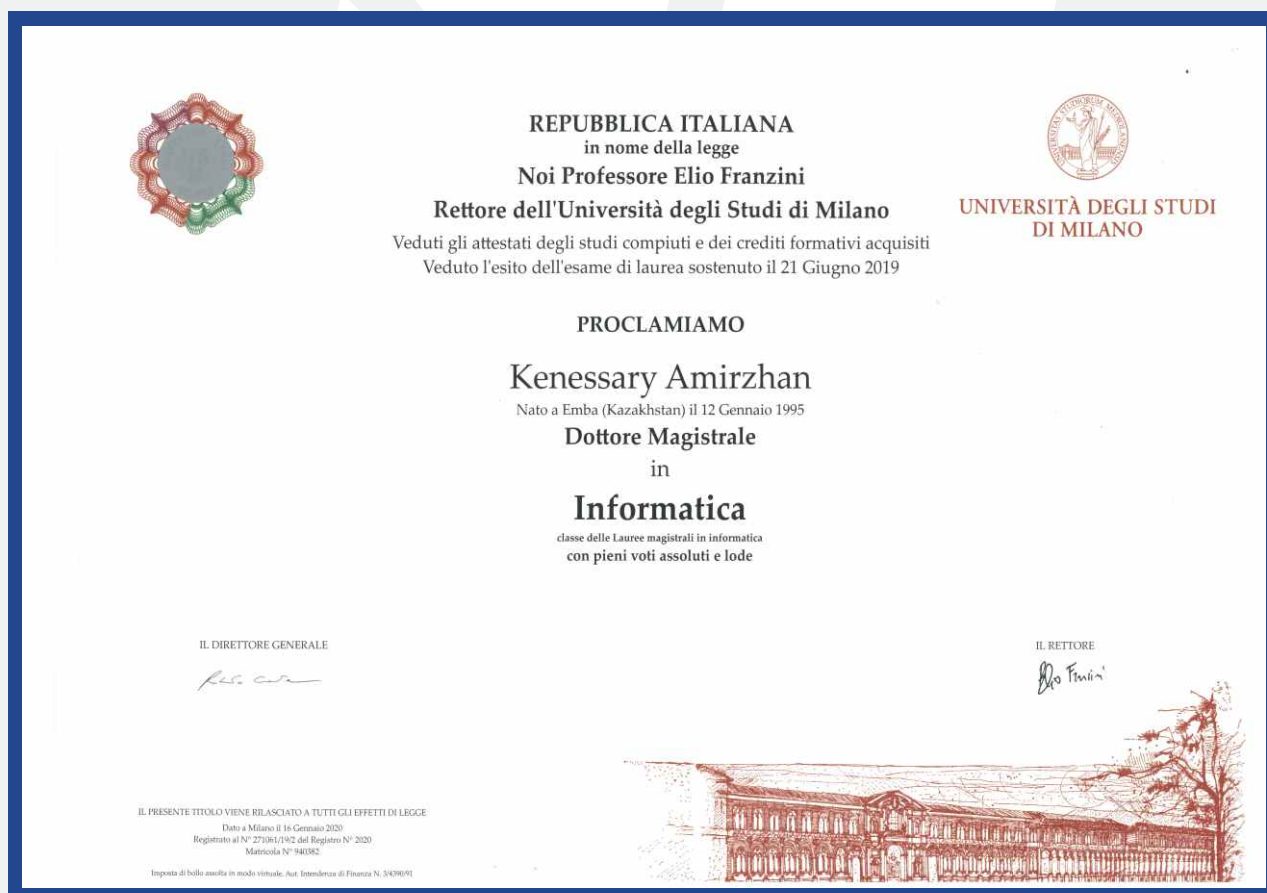 REPUBBLICA ITALIANA
in nome della legge
Noi Professore Elio Franzini
Rettore dell'Università degli Studi di Milano
Veduti gli attestati degli studi compiuti e dei crediti formativi acquisiti
Veduto l'esito dell'esame di laurea sostenuto il 21 Giugno 2019
UNIVERSITAS STUDIORUM MEDIOLANENSIS
UNIVERSITÀ DEGLI STUDI
DI MILANO
PROCLAMIAMO
Kenessary Amirzhan
Nato a Emba (Kazakhstan) il 12 Gennaio 1995
Dottore Magistrale
in
Informatica
classe delle Lauree magistrali in informatica
con pieni voti assoluti e lode
IL DIRETTORE GENERALE
IL RETTORE
Elio Franzini
IL PRESENTE TITOLO VIENE RILASCIATO A TUTTI GLI EFFETTI DI LEGGE
Dato a Milano il 16 Gennaio 2020
Registrato al N° 271061/19/2 del Registro N° 2020
Matricola N° 940382
Imposta di bollo assolta in modo virtuale, Aut. Intendenza di Finanza N. 3/4390/91